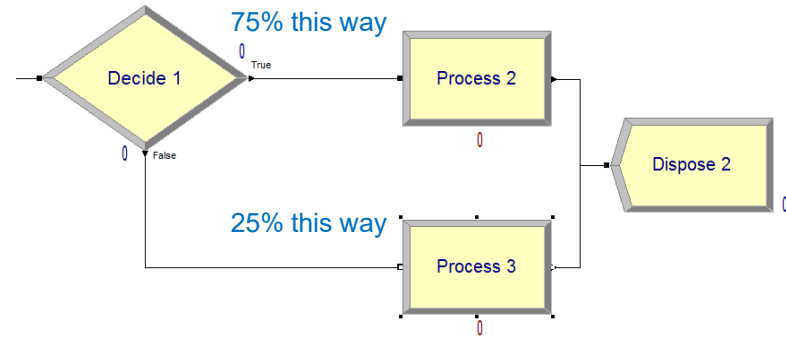 75% this way
0
True
Decide 1
Process 2
0
False
0
Dispose 2
0
25% this way
Process 3
0